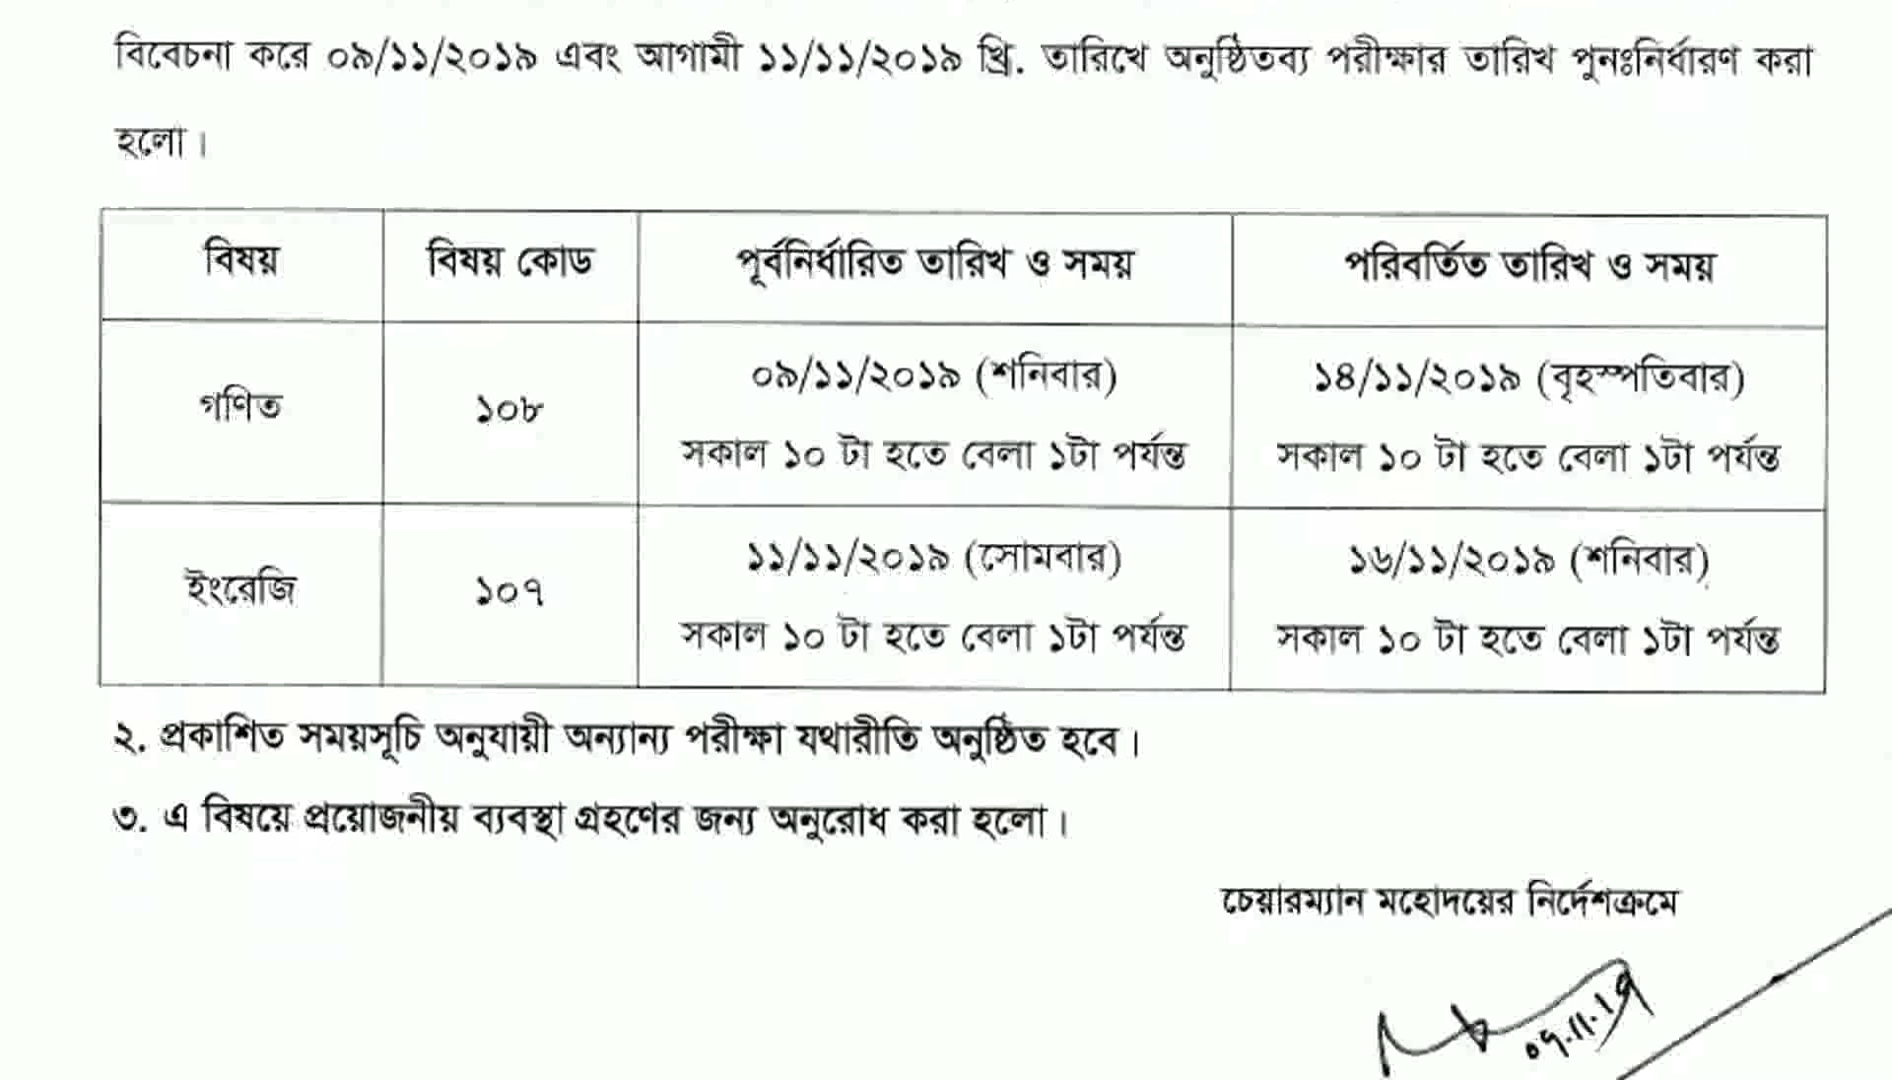 বিবেচনা করে ০৯/১১/২০১৯ এবং আগামী ১১/১১/২০১৯ খ্রি. তারিখে অনুষ্ঠিতব্য পরীক্ষার তারিখ পুনঃনির্ধারণ করা
হলো।
বিষয় বিষয় কোড পূর্বনির্ধারিত তারিখ ও সময় পরিবর্তিত তারিখ ও সময়
গণিত ১০৮ ০৯/১১/২০১৯ (শনিবার) ১৪/১১/২০১৯ (বৃহস্পতিবার)
সকাল ১০ টা হতে বেলা ১টা পর্যন্ত সকাল ১০ টা হতে বেলা ১টা পর্যন্ত
ইংরেজি ১০৭ ১১/১১/২০১৯ (সোমবার) ১৬/১১/২০১৯ (শনিবার)
সকাল ১০ টা হতে বেলা ১টা পর্যন্ত সকাল ১০ টা হতে বেলা ১টা পর্যন্ত
২. প্রকাশিত সময়সূচি অনুযায়ী অন্যান্য পরীক্ষা যথারীতি অনুষ্ঠিত হবে।
৩. এ বিষয়ে প্রয়োজনীয় ব্যবস্থা গ্রহণের জন্য অনুরোধ করা হলো।
চেয়ারম্যান মহোদয়ের নির্দেশক্রমে